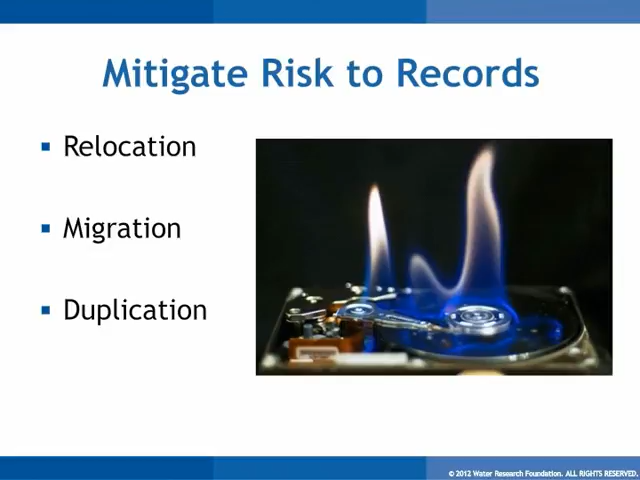 Mitigate Risk to Records
▪ Relocation
▪ Migration
▪ Duplication
© 2012 Water Research Foundation. ALL RIGHTS RESERVED.